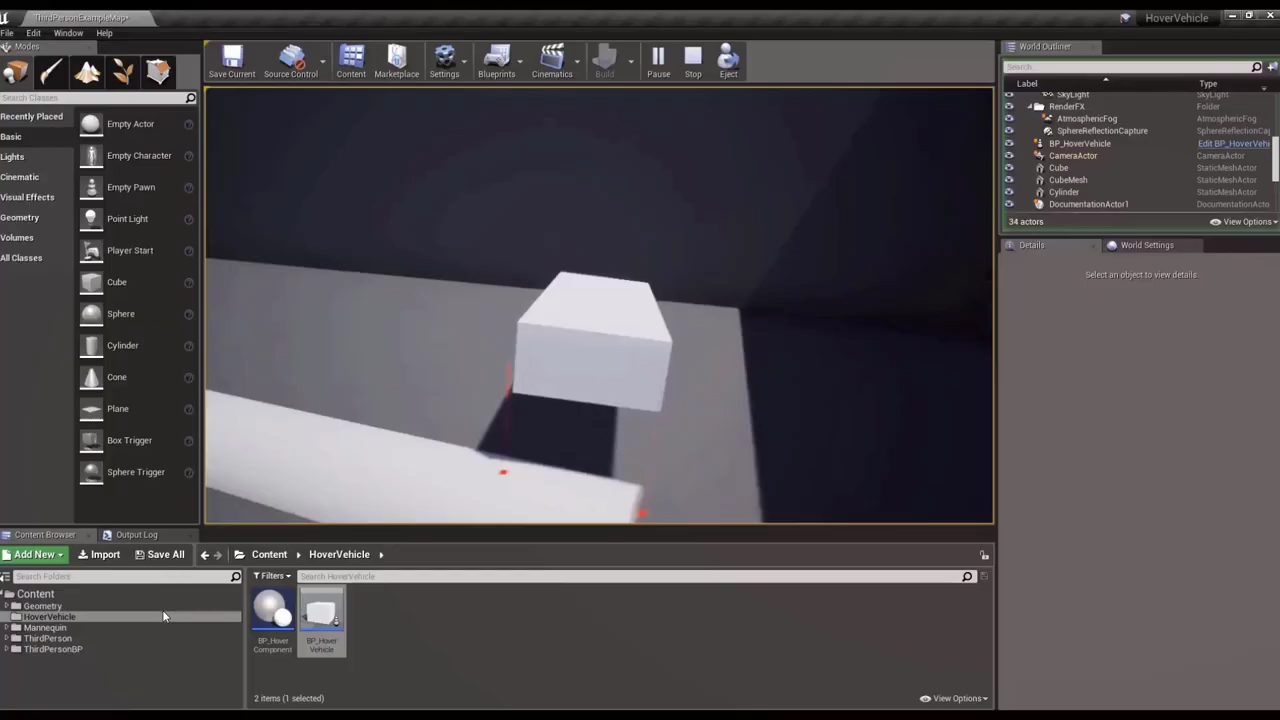 ThirdPersonExampleMap*
HoverVehicle
File Edit Window Help
Modes
Search Classes
Recently Placed
Basic
Lights
Cinematic
Visual Effects
Geometry
Volumes
All Classes
Empty Actor
Empty Character
Empty Pawn
Point Light
Player Start
Cube
Sphere
Cylinder
Cone
Plane
Box Trigger
Sphere Trigger
Save Current Source Control Content Marketplace Settings Blueprints Cinematics Build Pause Stop Eject
World Outliner
Search...
Label Type
SkyLight SkyLight
RenderFX Folder
AtmosphericFog AtmosphericFog
SphereReflectionCapture SphereReflectionCap
BP_HoverVehicle Edit BP_HoverVehi
CameraActor CameraActor
Cube StaticMeshActor
CubeMesh StaticMeshActor
Cylinder StaticMeshActor
DocumentationActor1 DocumentationActo
34 actors View Options
Details World Settings
Select an object to view details.
Content Browser Output Log
Add New Import Save All Content HoverVehicle
Search Folders
Filters Search HoverVehicle
Content
Geometry
HoverVehicle
Mannequin
ThirdPerson
ThirdPersonBP
BP_Hover
Component
BP_Hover
Vehicle
2 items (1 selected) View Options